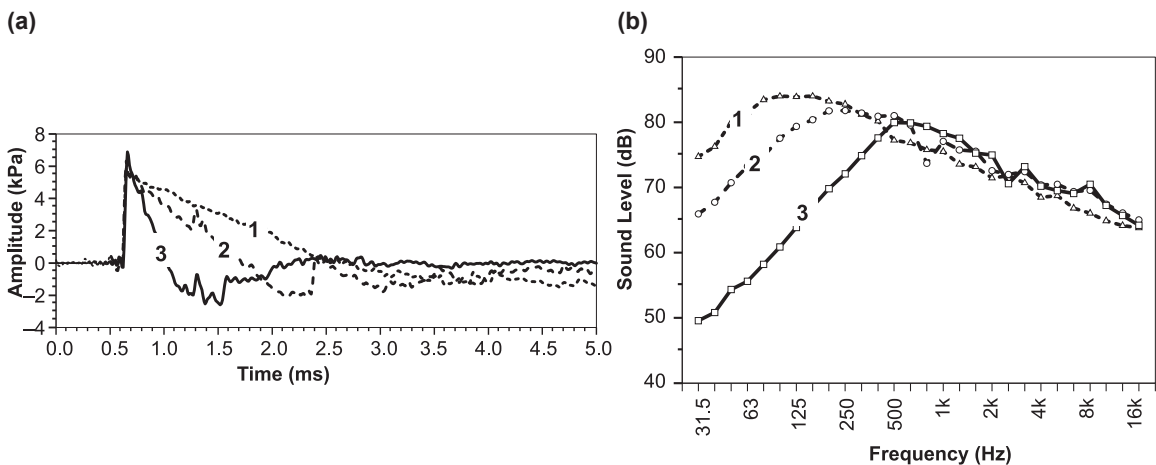 (a)
8
6
4
2
0
–2
–4
Amplitude (kPa)
1
2
3
0.0 0.5 1.0 1.5 2.0 2.5 3.0 3.5 4.0 4.5 5.0
Time (ms)
(b)
90
80
70
60
50
40
Sound Level (dB)
1
2
3
31.5 63 125 250 500 1k 2k 4k 8k 16k
Frequency (Hz)